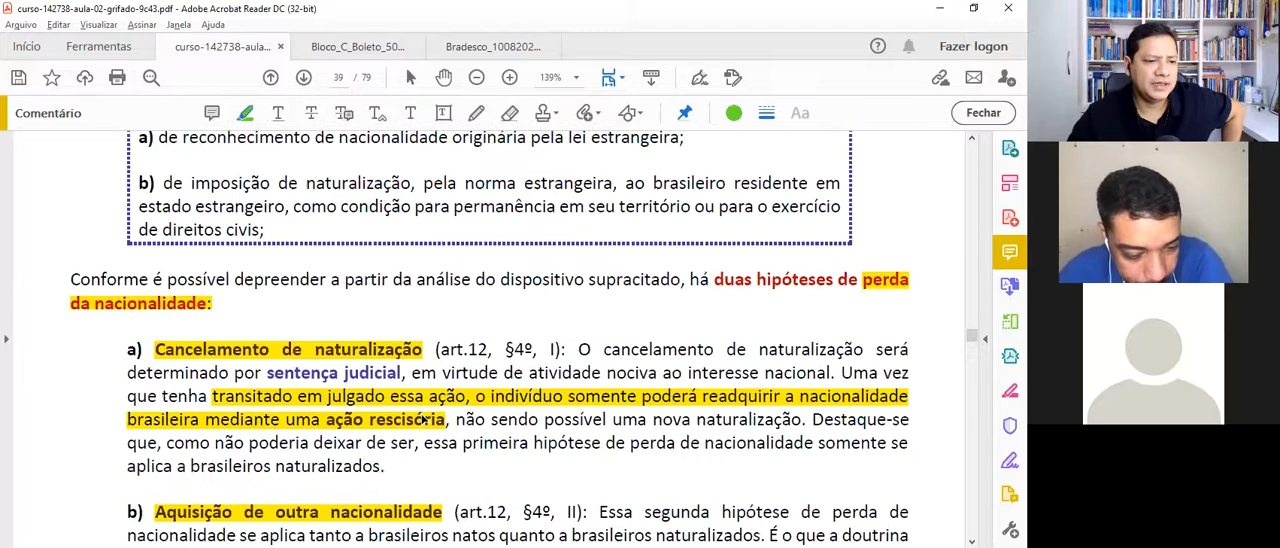 curso-142738-aula-02-grifado-9c43.pdf - Adobe Acrobat Reader DC (32-bit)
Arquivo Editar Visualizar Assinar Janela Ajuda
Início Ferramentas curso-142738-aula... × Bloco_C_Boleto_50... Bradesco_1008202... Fazer logon
39 / 79 139%
Comentário Aa Fechar
a) de reconhecimento de nacionalidade originária pela lei estrangeira;
b) de imposição de naturalização, pela norma estrangeira, ao brasileiro residente em
estado estrangeiro, como condição para permanência em seu território ou para o exercício
de direitos civis;
Conforme é possível depreender a partir da análise do dispositivo supracitado, há duas hipóteses de perda
da nacionalidade:
a) Cancelamento de naturalização (art.12, §4º, I): O cancelamento de naturalização será
determinado por sentença judicial, em virtude de atividade nociva ao interesse nacional. Uma vez
que tenha transitado em julgado essa ação, o indivíduo somente poderá readquirir a nacionalidade
brasileira mediante uma ação rescisória, não sendo possível uma nova naturalização. Destaque-se
que, como não poderia deixar de ser, essa primeira hipótese de perda de nacionalidade somente se
aplica a brasileiros naturalizados.
b) Aquisição de outra nacionalidade (art.12, §4º, II): Essa segunda hipótese de perda de
nacionalidade se aplica tanto a brasileiros natos quanto a brasileiros naturalizados. É o que a doutrina